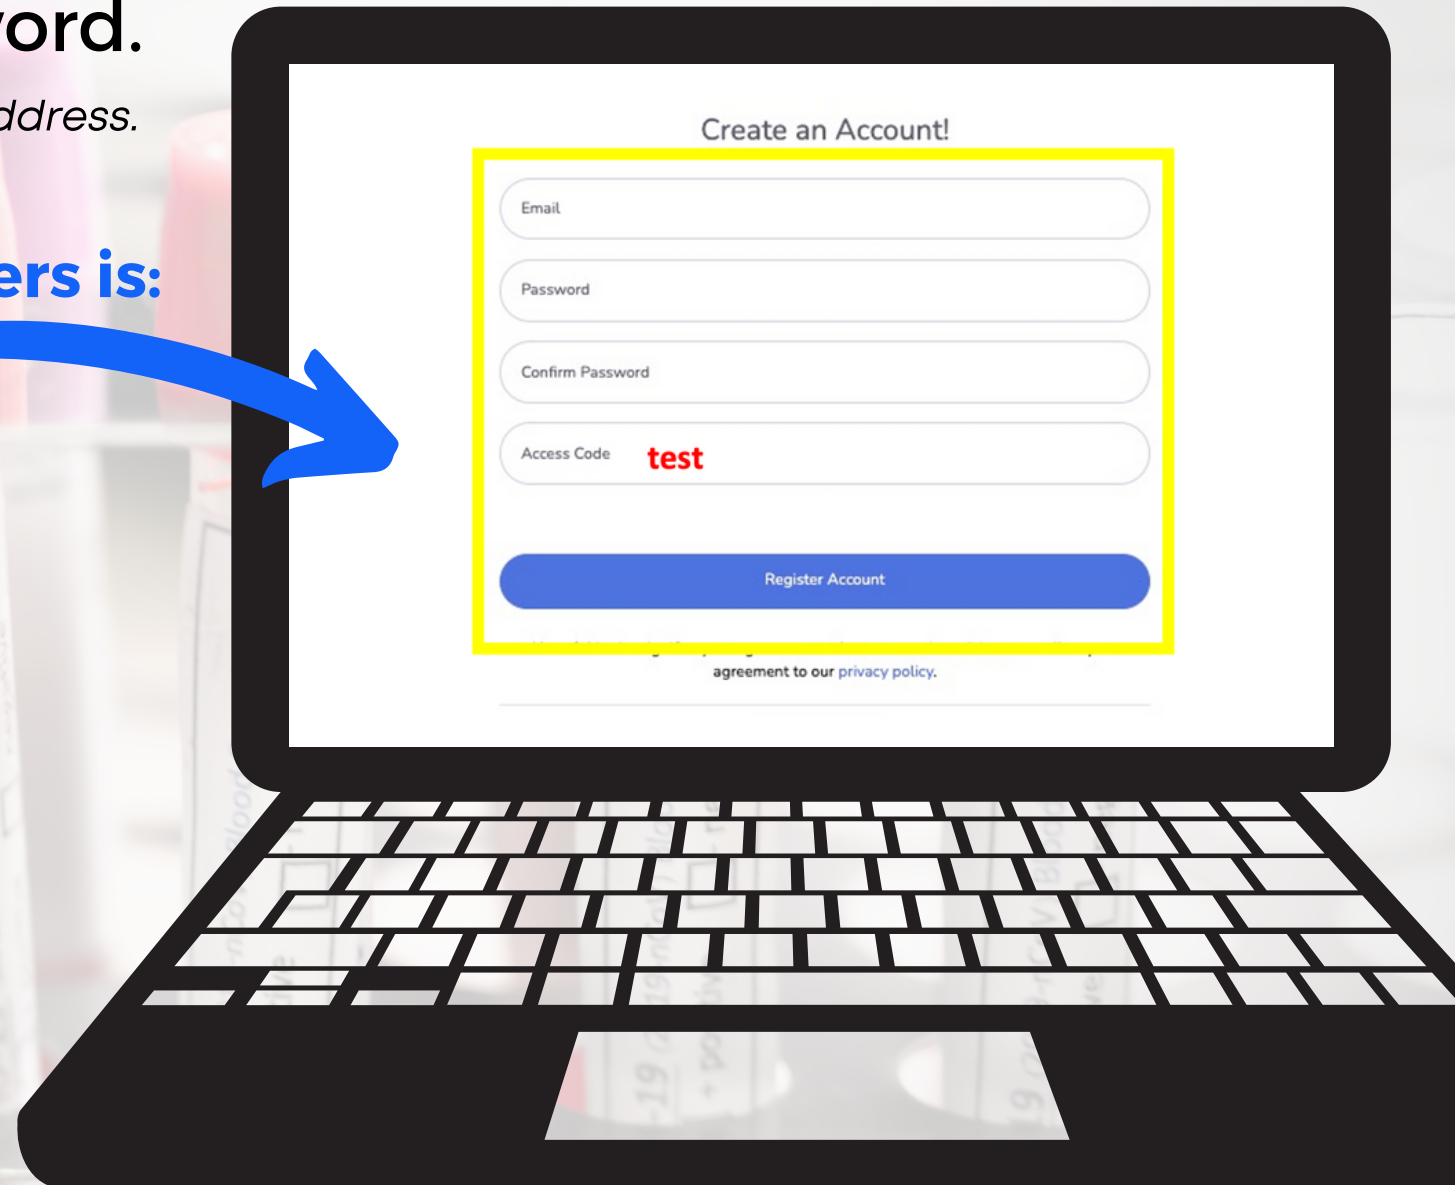 ord.
ddress.
ers is:
Create an Account!
Email
Password
Confirm Password
Access Code test
Register Account
agreement to our privacy policy.